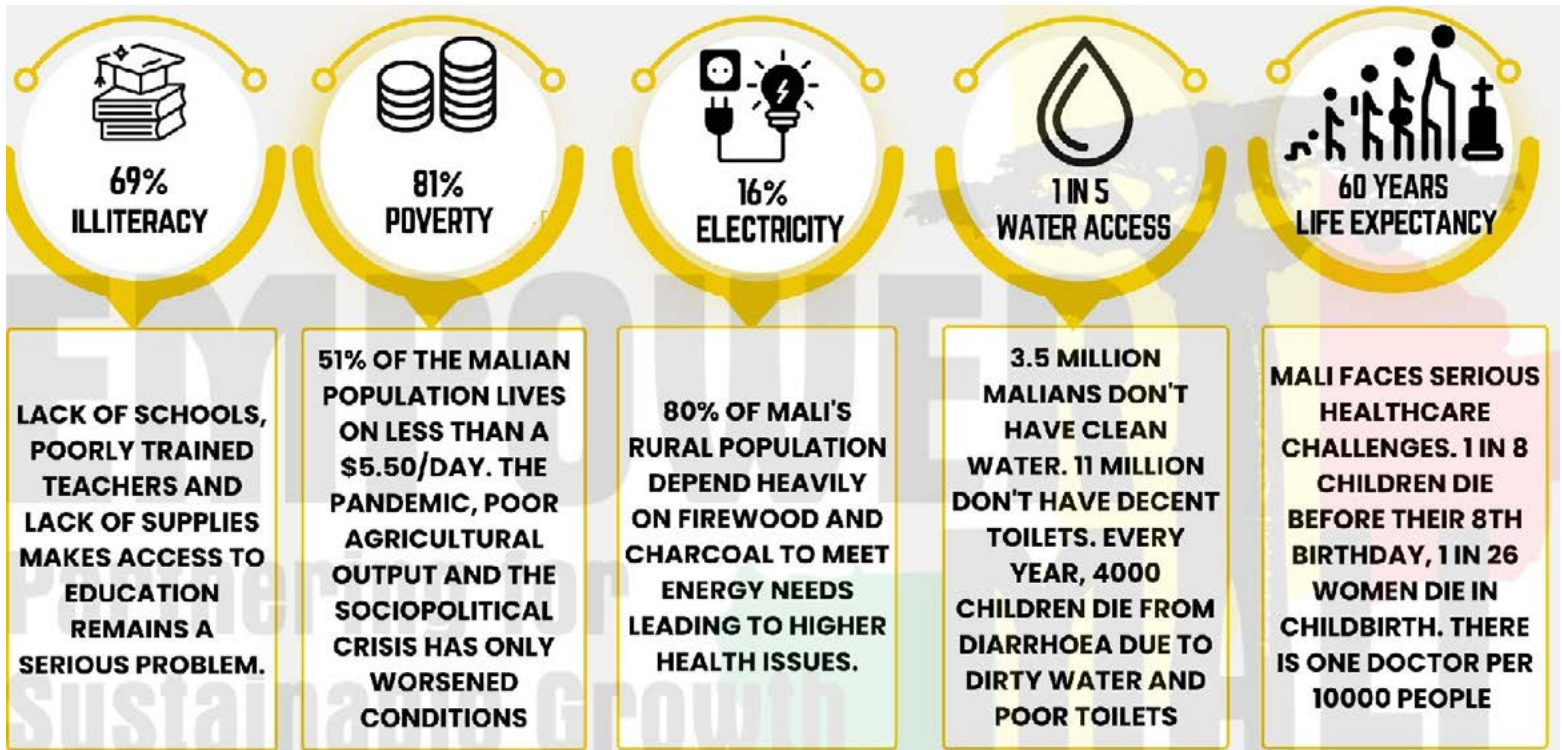 69%
ILLITERACY
LACK OF SCHOOLS,
POORLY TRAINED
TEACHERS AND
LACK OF SUPPLIES
MAKES ACCESS TO
EDUCATION
REMAINS A
SERIOUS PROBLEM.
81%
POVERTY
51% OF THE MALIAN
POPULATION LIVES
ON LESS THAN A
$5.50/DAY. THE
PANDEMIC, POOR
AGRICULTURAL
OUTPUT AND THE
SOCIOPOLITICAL
CRISIS HAS ONLY
WORSENED
CONDITIONS
16%
ELECTRICITY
80% OF MALI'S
RURAL POPULATION
DEPEND HEAVILY
ON FIREWOOD AND
CHARCOAL TO MEET
ENERGY NEEDS
LEADING TO HIGHER
HEALTH ISSUES.
1 IN 5
WATER ACCESS
3.5 MILLION
MALIANS DON'T
HAVE CLEAN
WATER. 11 MILLION
DON'T HAVE DECENT
TOILETS. EVERY
YEAR, 4000
CHILDREN DIE FROM
DIARRHOEA DUE TO
DIRTY WATER AND
POOR TOILETS
60 YEARS
LIFE EXPECTANCY
MALI FACES SERIOUS
HEALTHCARE
CHALLENGES. 1 IN 8
CHILDREN DIE
BEFORE THEIR 8TH
BIRTHDAY, 1 IN 26
WOMEN DIE IN
CHILDBIRTH. THERE
IS ONE DOCTOR PER
10000 PEOPLE
EMPOWER
MALI
Partnering for
Sustainable Growth